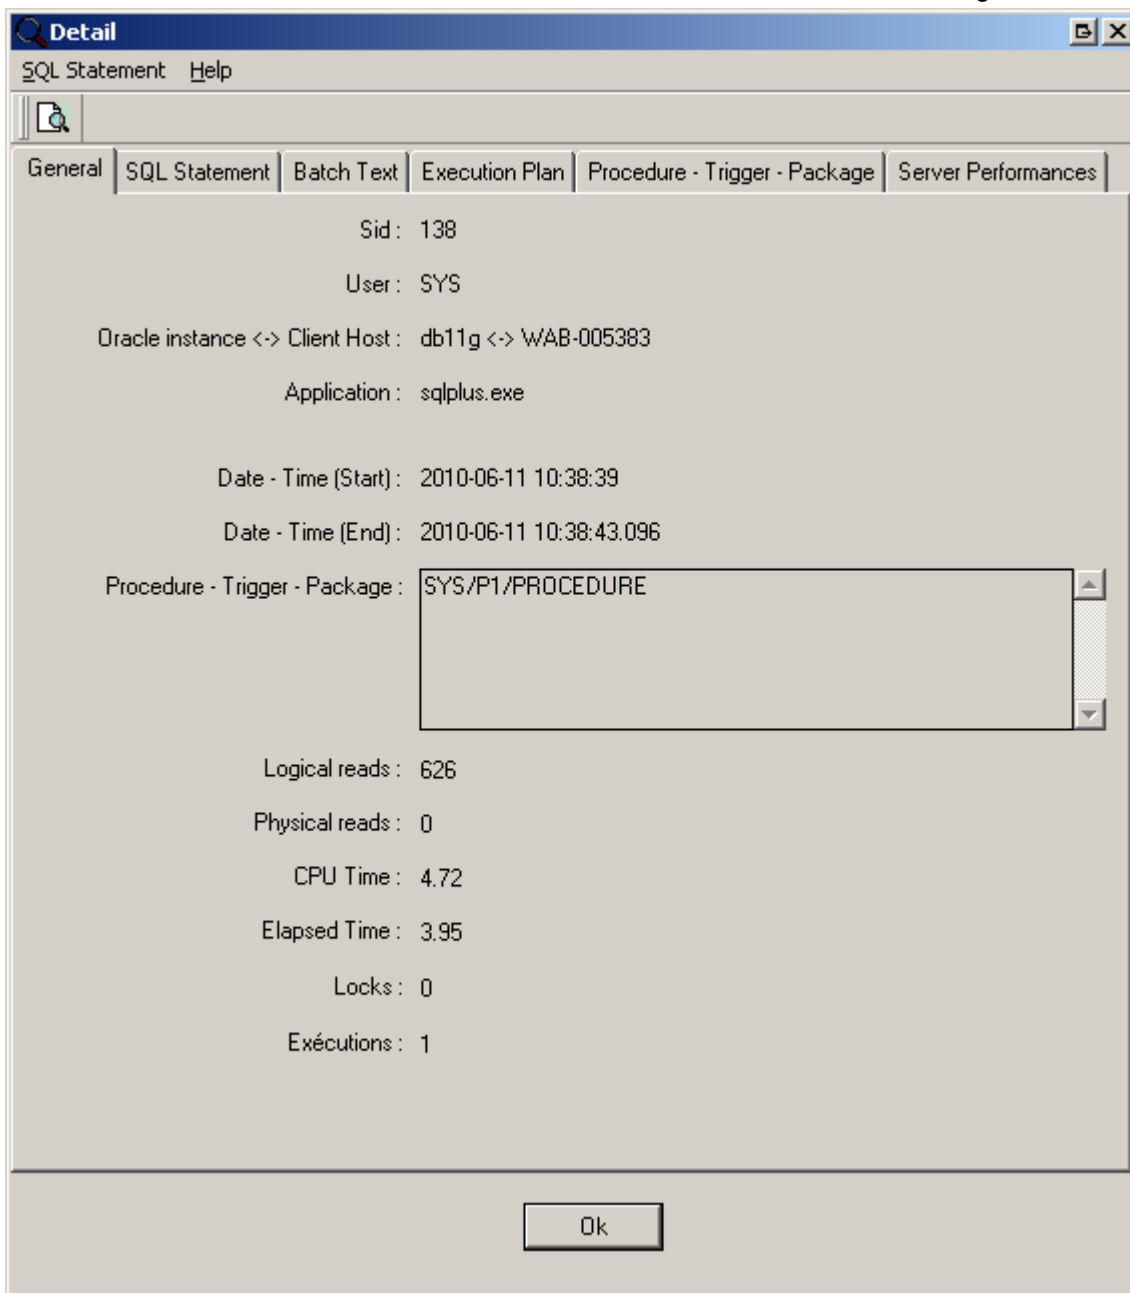 Detail
SQL Statement Help
General SQL Statement Batch Text Execution Plan Procedure - Trigger - Package Server Performances
Sid : 138
User : SYS
Oracle instance <-> Client Host : db11g <-> WAB-005383
Application : sqlplus.exe
Date - Time (Start) : 2010-06-11 10:38:39
Date - Time (End) : 2010-06-11 10:38:43.096
Procedure - Trigger - Package : SYS/P1/PROCEDURE
Logical reads : 626
Physical reads : 0
CPU Time : 4.72
Elapsed Time : 3.95
Locks : 0
Exécutions : 1
Ok